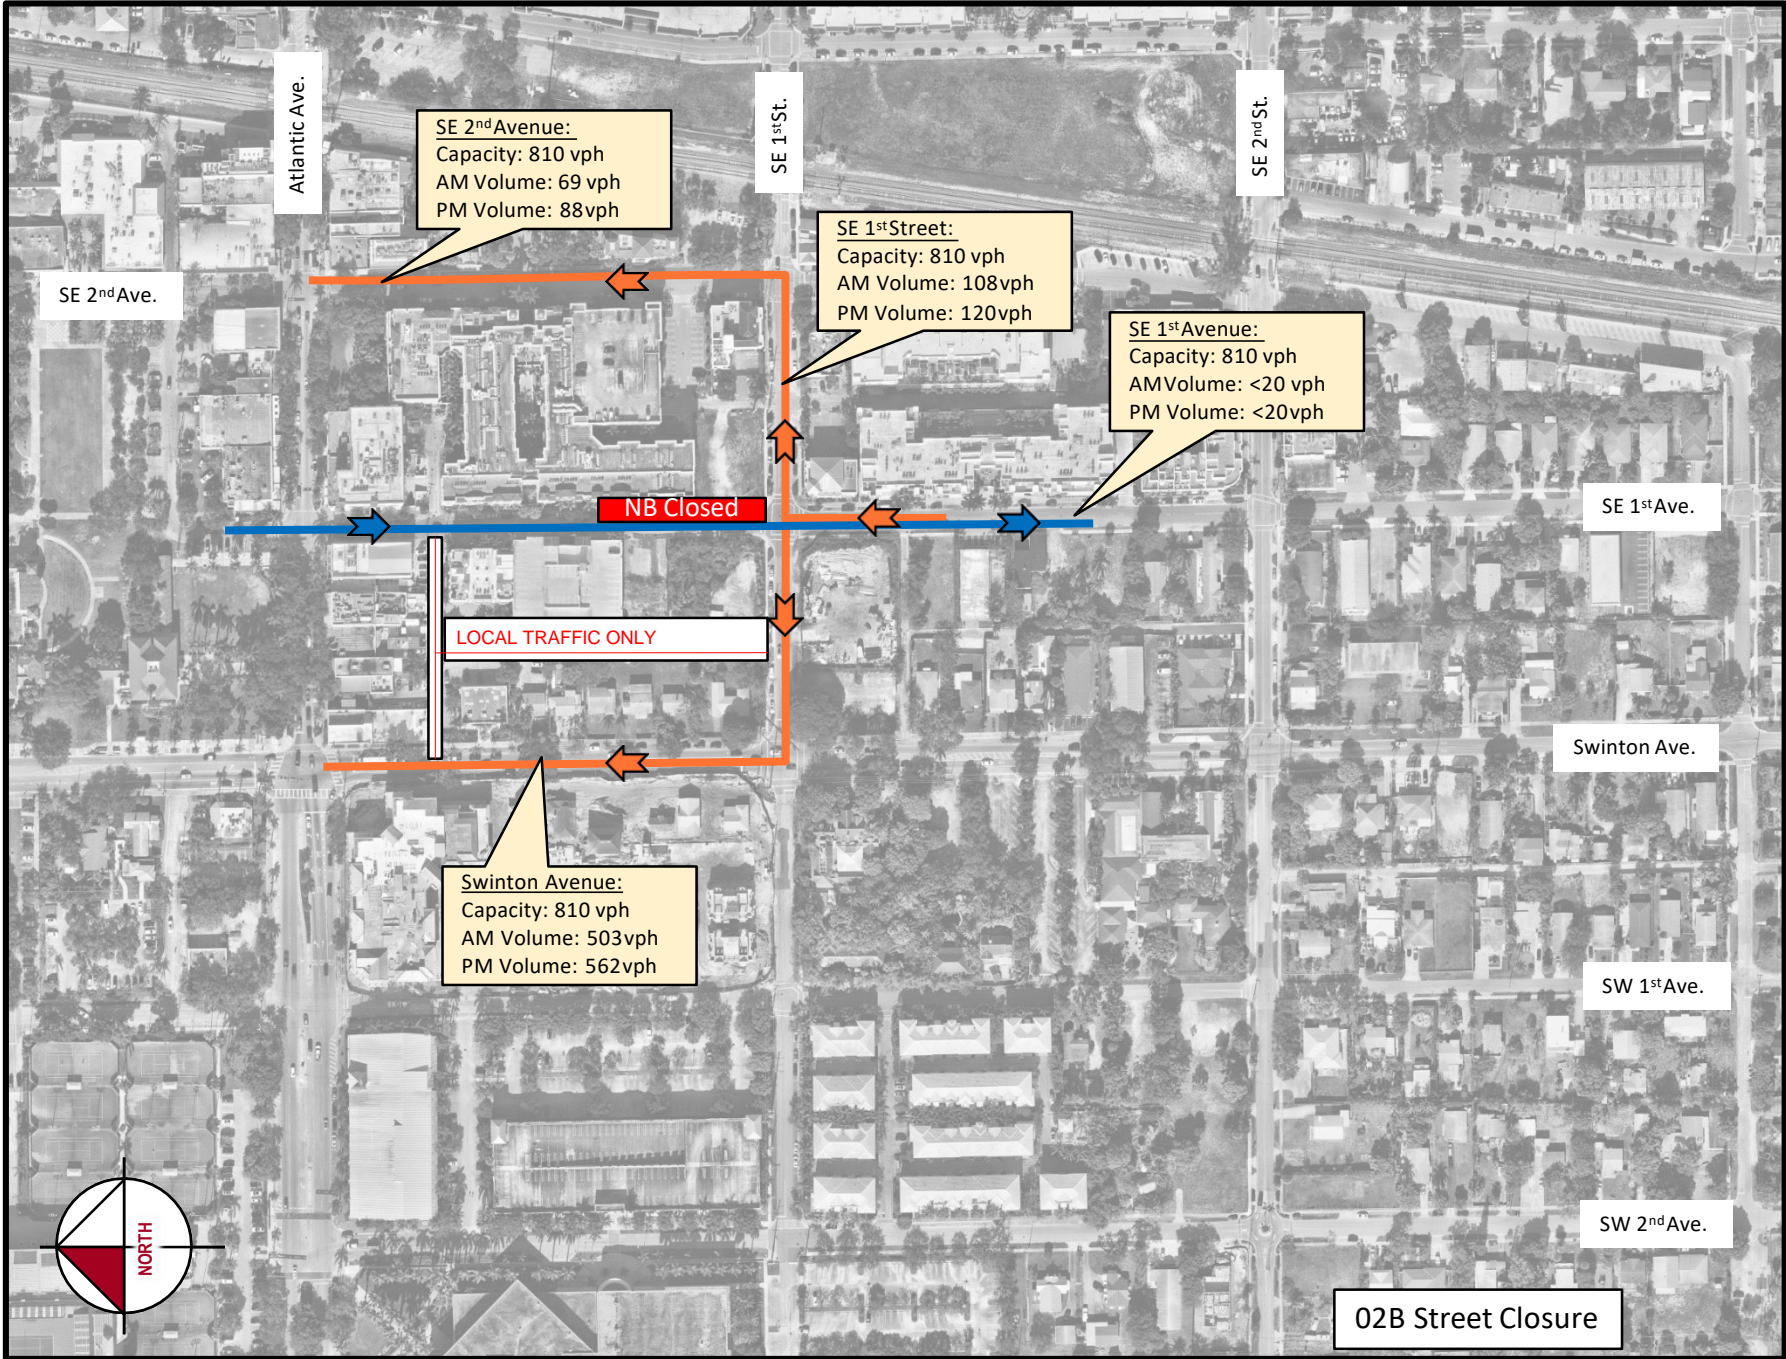 Atlantic Ave.
SE 1st St.
SE 2nd St.
SE 2nd Avenue:
Capacity: 810 vph
AM Volume: 69 vph
PM Volume: 88vph
SE 1st Street:
Capacity: 810 vph
AM Volume: 108vph
PM Volume: 120vph
SE 2nd Ave.
SE 1st Avenue:
Capacity: 810 vph
AMVolume: <20 vph
PM Volume: <20vph
NB Closed
SE 1st Ave.
LOCAL TRAFFIC ONLY
Swinton Ave.
Swinton Avenue:
Capacity: 810 vph
AM Volume: 503vph
PM Volume: 562vph
SW 1st Ave.
SW 2nd Ave.
NORTH
02B Street Closure